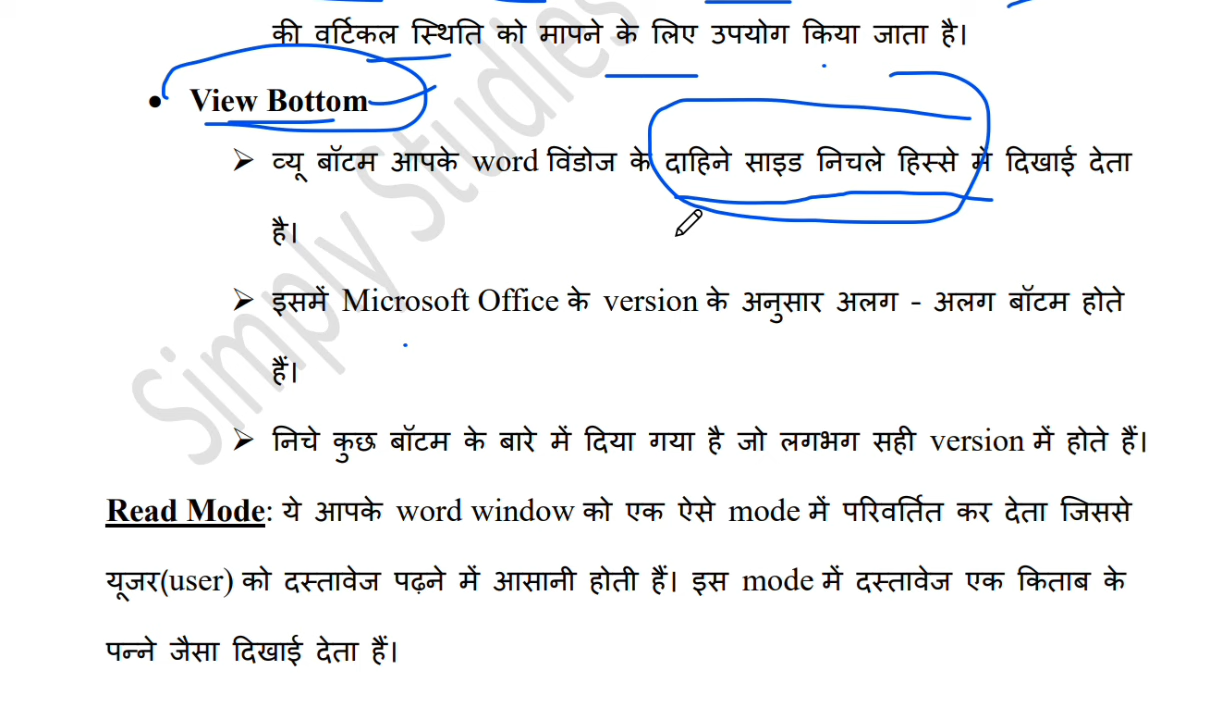 की वर्टिकल स्थिति को मापने के लिए उपयोग किया जाता है।
• View Bottom
➢ व्यू बॉटम आपके word विंडोज के दाहिने साइड निचले हिस्से में दिखाई देता
है।
➢ इसमें Microsoft Office के version के अनुसार अलग - अलग बॉटम होते
हैं।
➢ निचे कुछ बॉटम के बारे में दिया गया है जो लगभग सही version में होते हैं।
Read Mode: ये आपके word window को एक ऐसे mode में परिवर्तित कर देता जिससे
यूजर(user) को दस्तावेज पढ़ने में आसानी होती हैं। इस mode में दस्तावेज एक किताब के
पन्ने जैसा दिखाई देता हैं।
Simply Studies